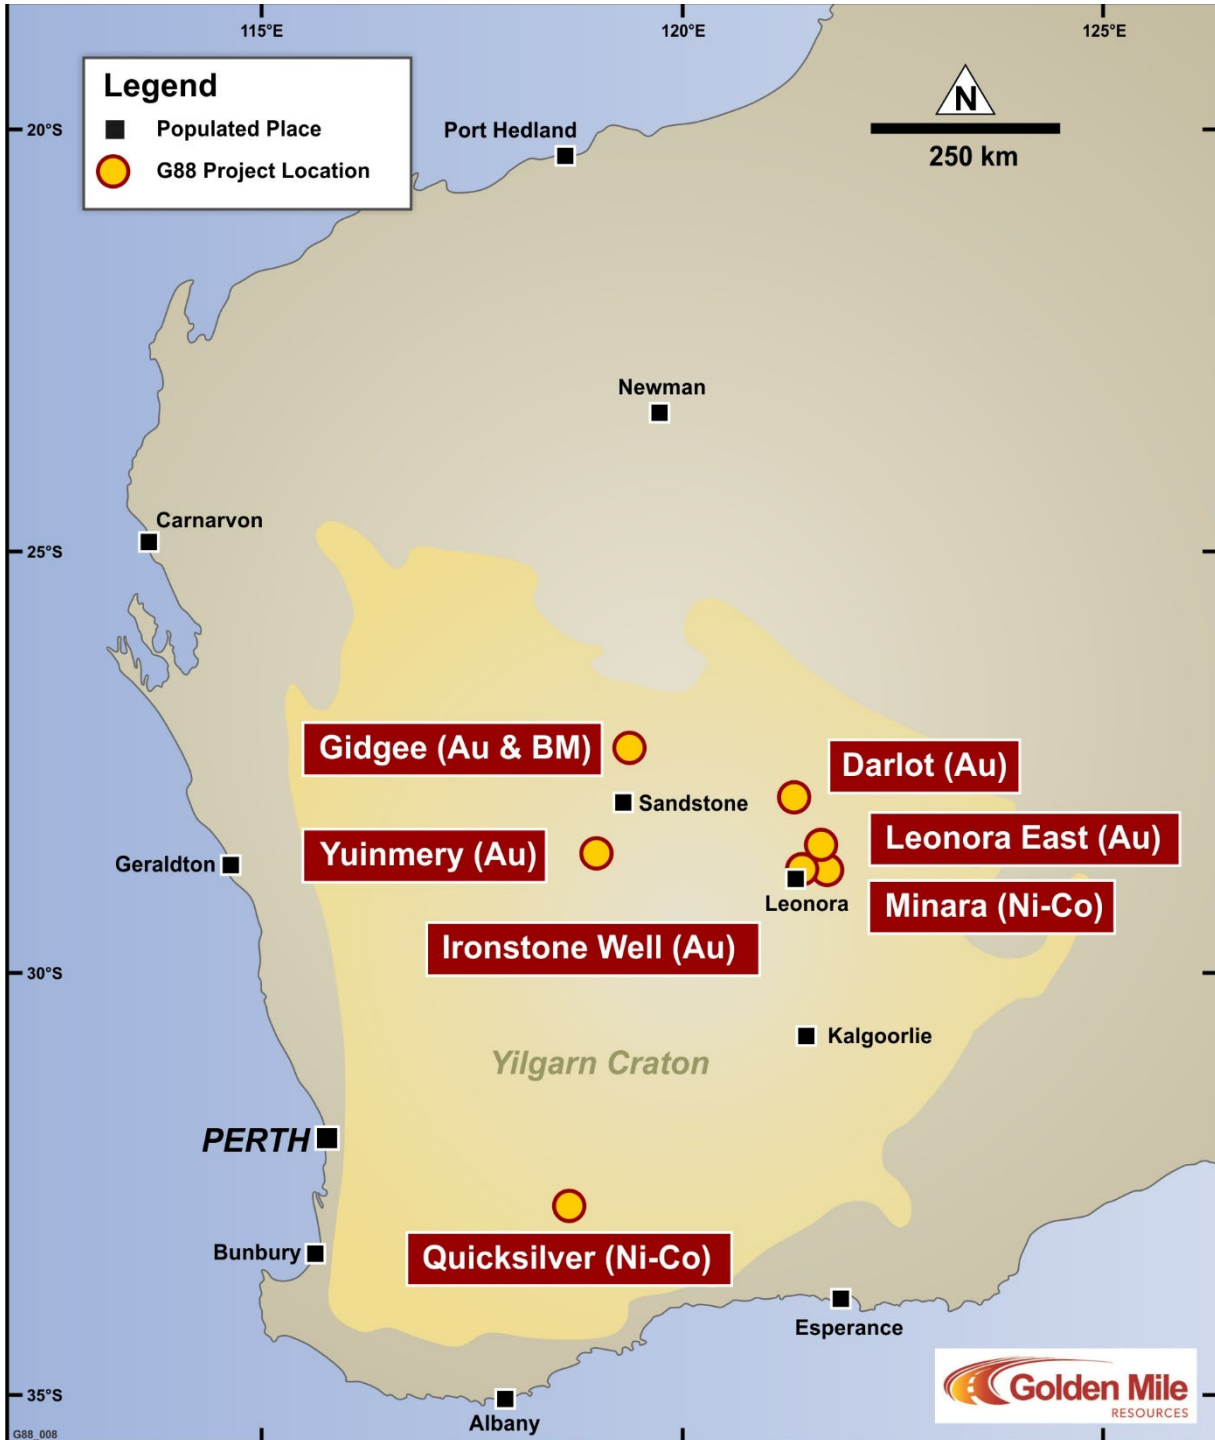 115°E
120°E
125°E
Legend
Populated Place
G88 Project Location
N
250 km
20°S
Port Hedland
Newman
Carnarvon
25°S
Gidgee (Au & BM)
Darlot (Au)
Sandstone
Leonora East (Au)
Yuinmery (Au)
Geraldton
Leonora
Minara (Ni-Co)
Ironstone Well (Au)
30°S
Kalgoorlie
Yilgarn Craton
PERTH
Bunbury
Quicksilver (Ni-Co)
Esperance
Golden Mile
RESOURCES
35°S
Albany
G88_008